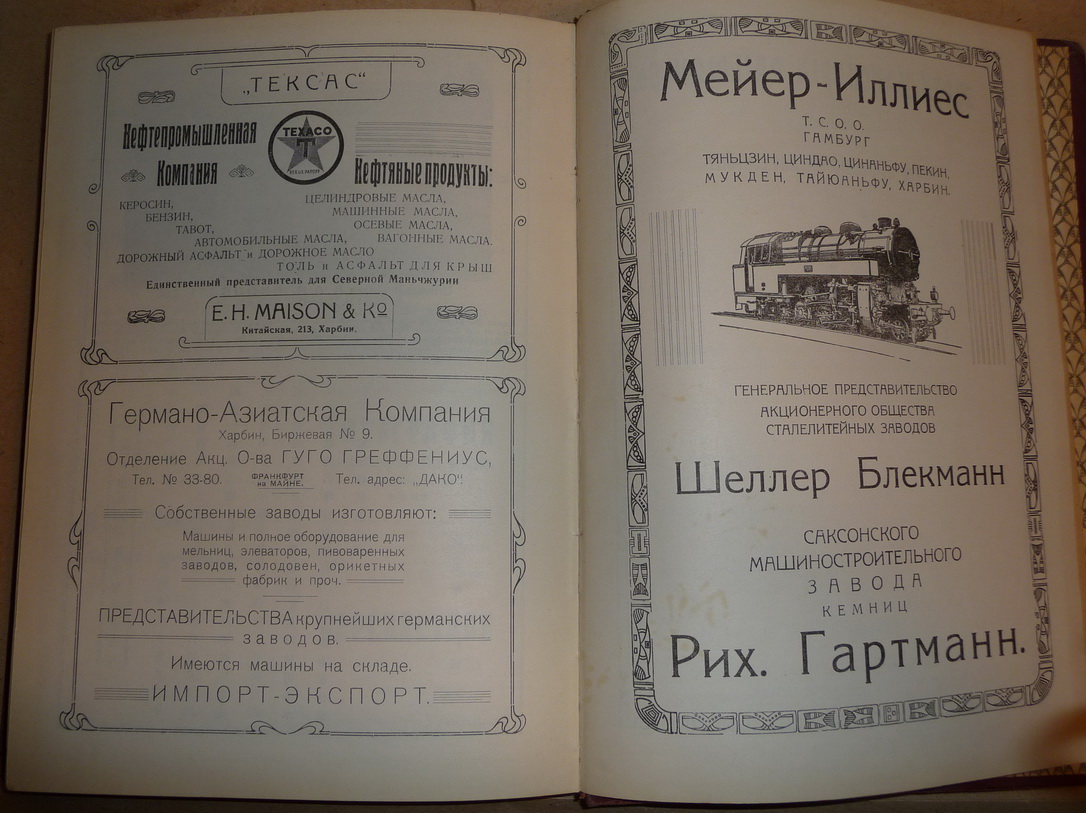 „ТЕКСАС"
Нефтепромышленная
Компания
TEXACO
T
REG. U.S. PAT. OFF.
Нефтяные продукты:
КЕРОСИН,
БЕНЗИН,
ТАВОТ,
ЦЕЛИНДРОВЫЕ МАСЛА,
МАШИННЫЕ МАСЛА,
ОСЕВЫЕ МАСЛА,
АВТОМОБИЛЬНЫЕ МАСЛА, ВАГОННЫЕ МАСЛА.
ДОРОЖНЫЙ АСФАЛЬТ и ДОРОЖНОЕ МАСЛО
ТОЛЬ и АСФАЛЬТ ДЛЯ КРЫШ
Единственный представитель для Северной Маньчжурии
E. H. MAISON & Ko
Китайская, 213, Харбин.
Германо-Азиатская Компания
Харбин, Биржевая № 9.
Отделение Акц. О-ва ГУГО ГРЕФФЕНИУС,
Тел. № 33-80. ФРАНКФУРТ на МАЙНЕ. Тел. адрес: „ДАКО"!
Собственные заводы изготовляют:
Машины и полное оборудование для
мельниц, элеваторов, пивоваренных
заводов, солодовен, орикетных
фабрик и проч.
ПРЕДСТАВИТЕЛЬСТВА крупнейших германских
заводов.
Имеются машины на складе.
ИМПОРТ-ЭКСПОРТ.
Мейер-Иллиес
Т. С. О. О.
ГАМБУРГ
ТЯНЬЦЗИН, ЦИНДАО, ЦИНАНЬФУ, ПЕКИН,
МУКДЕН, ТАЙЮАНЬФУ, ХАРБИН.
ГЕНЕРАЛЬНОЕ ПРЕДСТАВИТЕЛЬСТВО
АКЦИОНЕРНОГО ОБЩЕСТВА
СТАЛЕЛИТЕЙНЫХ ЗАВОДОВ
Шеллер Блекманн
САКСОНСКОГО
МАШИНОСТРОИТЕЛЬНОГО
ЗАВОДА
КЕМНИЦ
Рих. Гартманн.